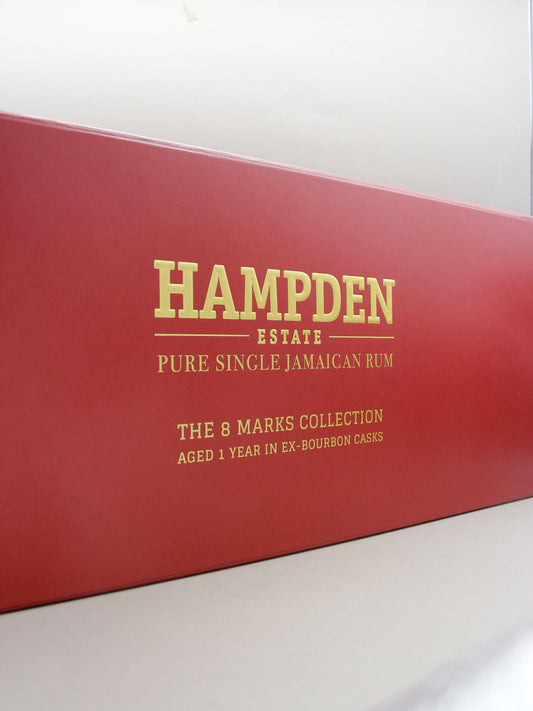 HAMPDEN
ESTATE
PURE SINGLE JAMAICAN RUM
THE 8 MARKS COLLECTION
AGED 1 YEAR IN EX-BOURBON CASKS